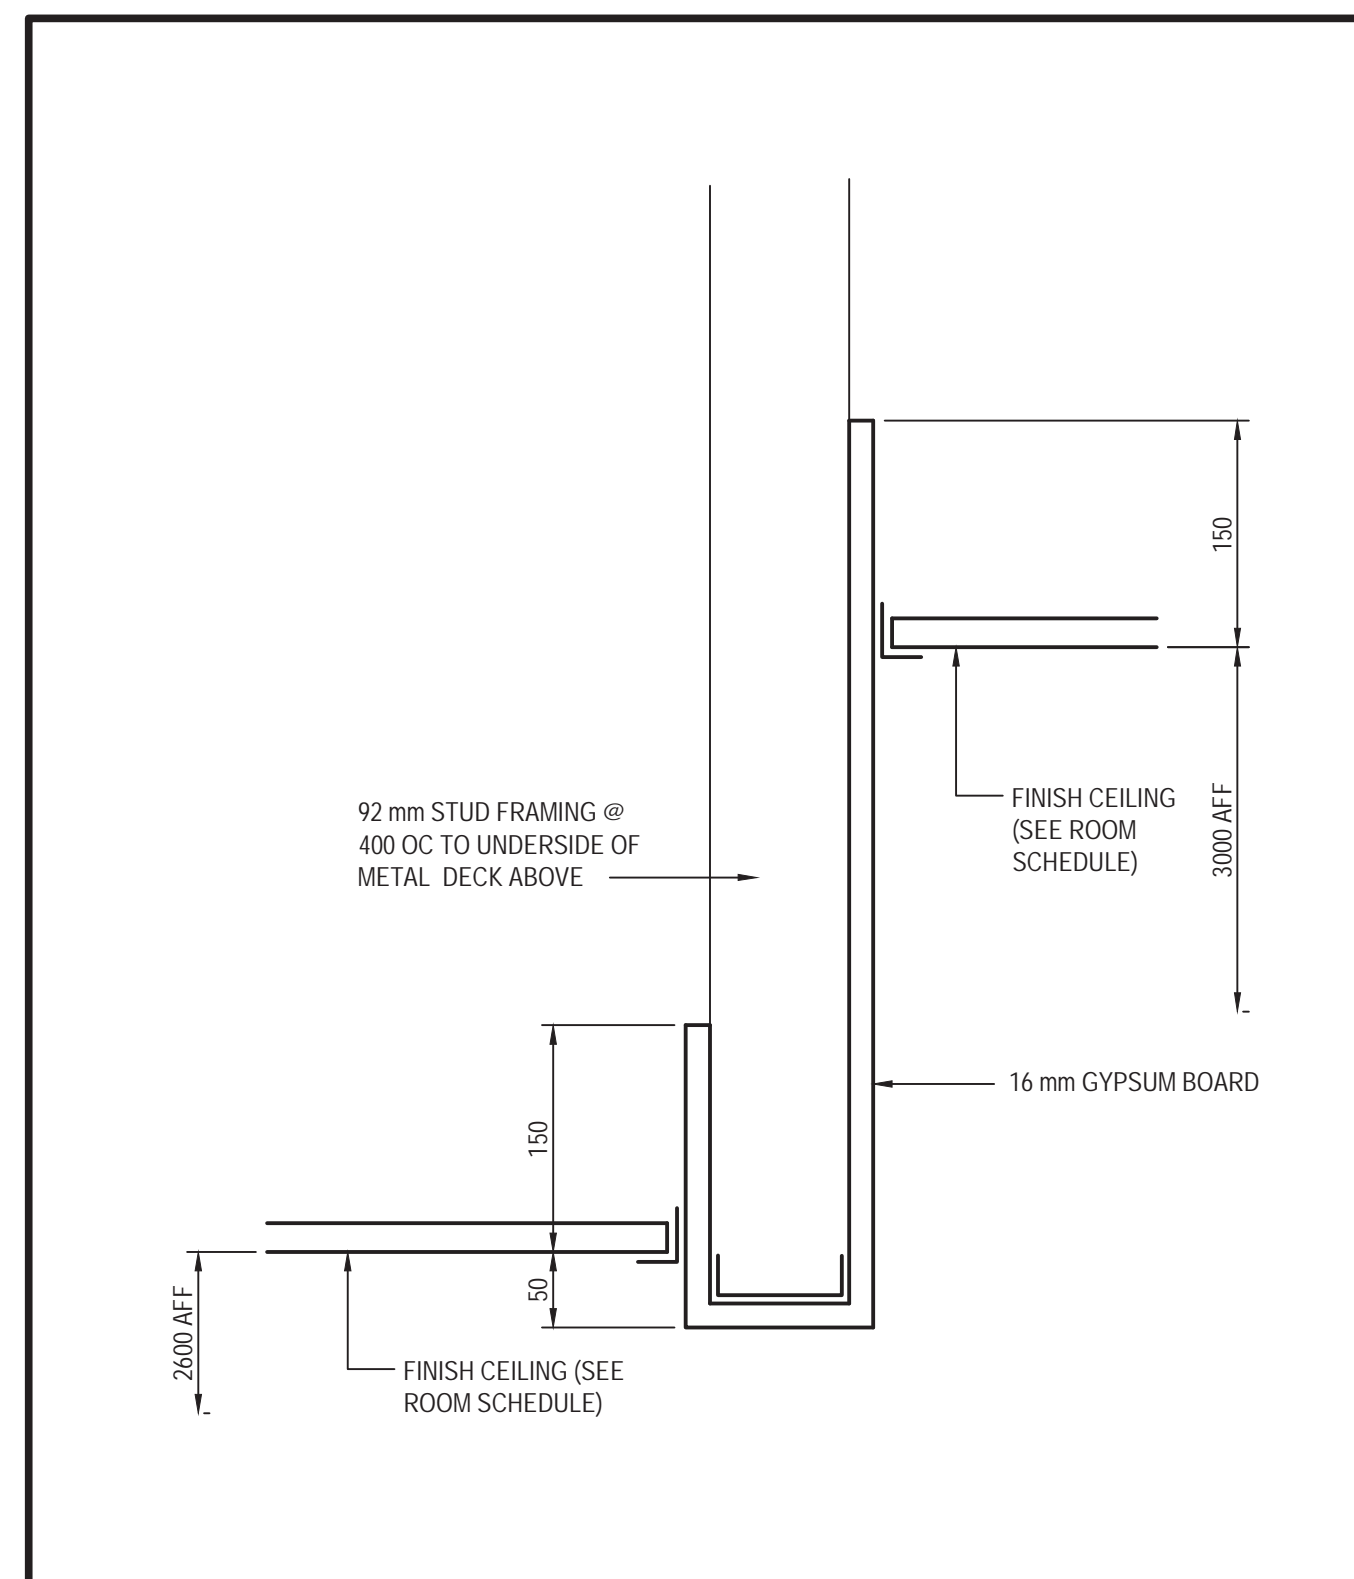 150
92 mm STUD FRAMING @
400 OC TO UNDERSIDE OF
METAL DECK ABOVE
FINISH CEILING
(SEE ROOM
SCHEDULE)
3000 AFF
16 mm GYPSUM BOARD
150
50
2600 AFF
FINISH CEILING (SEE
ROOM SCHEDULE)